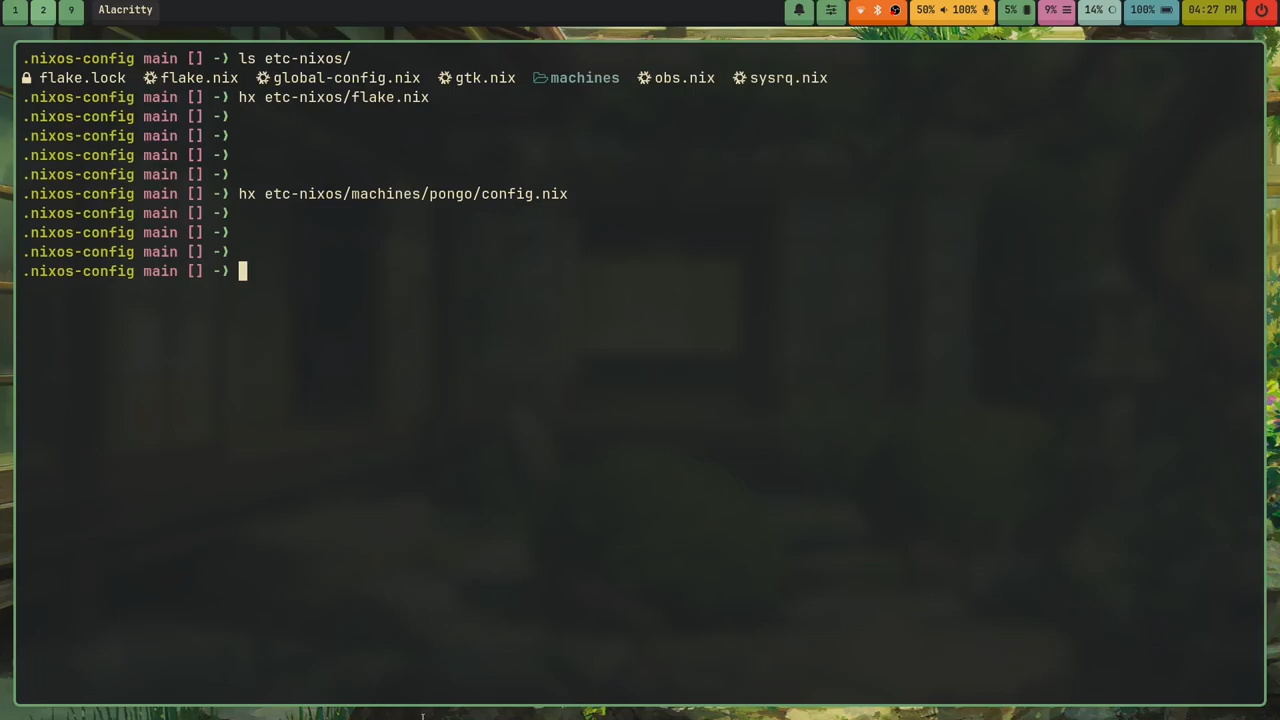 1 2 9 Alacritty 50% 100% 5% 9% 14% 100% 04:27 PM
.nixos-config main [] -❯ ls etc-nixos/
flake.lock flake.nix global-config.nix gtk.nix machines obs.nix sysrq.nix
.nixos-config main [] -❯ hx etc-nixos/flake.nix
.nixos-config main [] -❯
.nixos-config main [] -❯
.nixos-config main [] -❯
.nixos-config main [] -❯
.nixos-config main [] -❯ hx etc-nixos/machines/pongo/config.nix
.nixos-config main [] -❯
.nixos-config main [] -❯
.nixos-config main [] -❯
.nixos-config main [] -❯